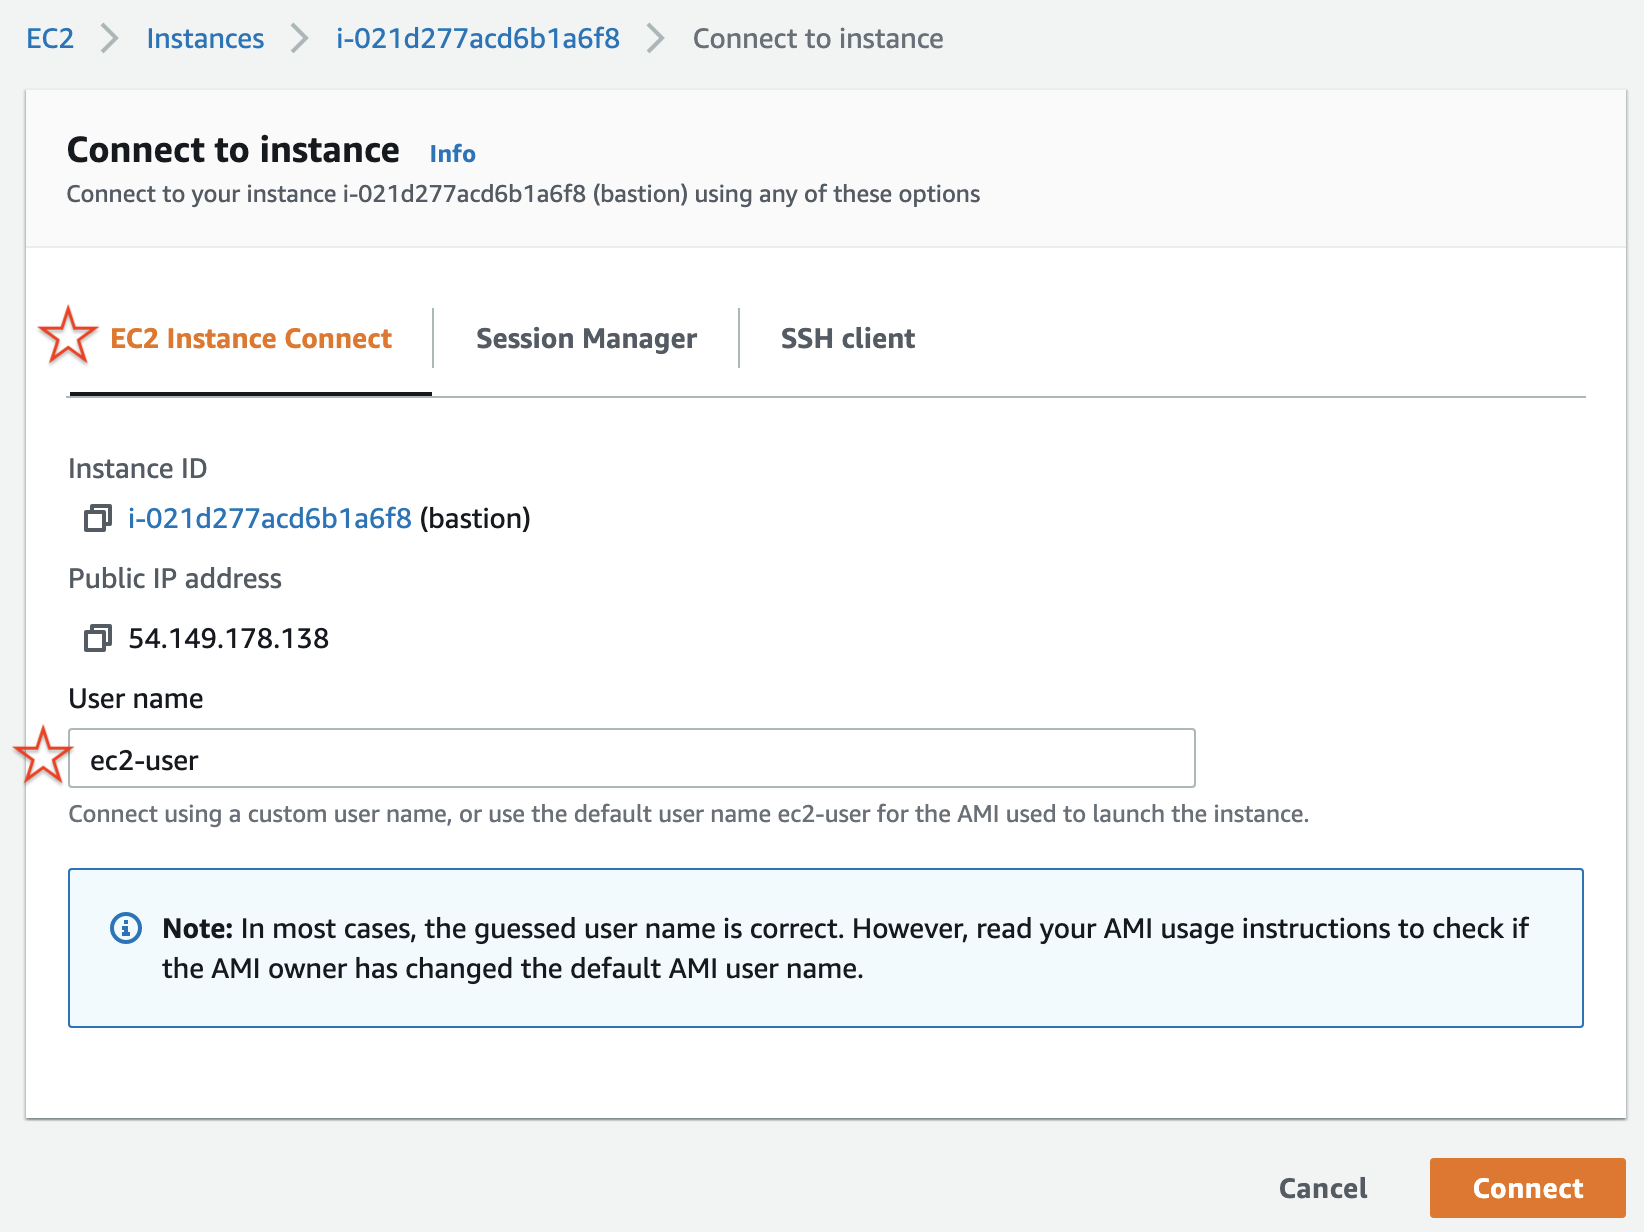 EC2 Instances i-021d277acd6b1a6f8 Connect to instance
Connect to instance Info
Connect to your instance i-021d277acd6b1a6f8 (bastion) using any of these options
EC2 Instance Connect Session Manager SSH client
Instance ID
i-021d277acd6b1a6f8 (bastion)
Public IP address
54.149.178.138
User name
ec2-user
Connect using a custom user name, or use the default user name ec2-user for the AMI used to launch the instance.
Note: In most cases, the guessed user name is correct. However, read your AMI usage instructions to check if
the AMI owner has changed the default AMI user name.
Cancel Connect